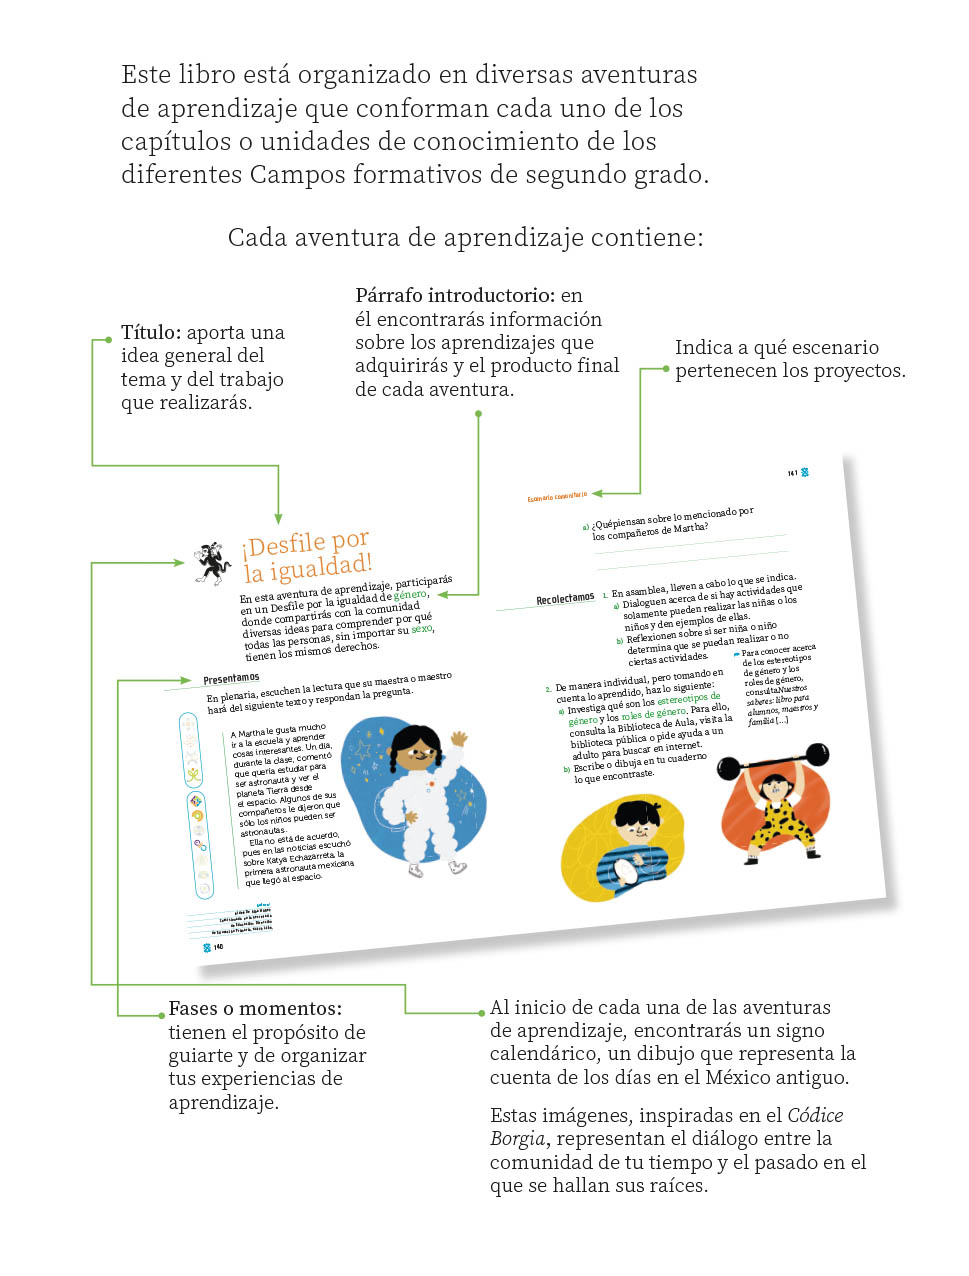 Este libro está organizado en diversas aventuras
de aprendizaje que conforman cada uno de los
capítulos o unidades de conocimiento de los
diferentes Campos formativos de segundo grado.
Cada aventura de aprendizaje contiene:
Título: aporta una
idea general del
tema y del trabajo
que realizarás.
Párrafo introductorio: en
él encontrarás información
sobre los aprendizajes que
adquirirás y el producto final
de cada aventura.
Indica a qué escenario
pertenecen los proyectos.
¡Desfile por
la igualdad!
En esta aventura de aprendizaje, participarás
en un Desfile por la igualdad de género,
donde compartirás con la comunidad
diversas ideas para comprender por qué
todas las personas, sin importar su sexo,
tienen los mismos derechos.
Presentamos
En plenaria, escuchen la lectura que su maestra o maestro
hará del siguiente texto y respondan la pregunta.
A Martha le gusta mucho
ir a la escuela y aprender
cosas interesantes. Un día,
durante la clase, comentó
que quería estudiar para
ser astronauta y ver el
planeta Tierra desde
el espacio. Algunos de sus
compañeros le dijeron que
sólo los niños pueden ser
astronautas.
Ella no está de acuerdo,
pues en las noticias escuchó
sobre Katya Echazarreta, la
primera astronauta mexicana
que llegó al espacio.
140
141
Escenario comunitario
a) ¿Quépiensan sobre lo mencionado por
los compañeros de Martha?
Recolectamos
1. En asamblea, lleven a cabo lo que se indica.
a) Dialoguen acerca de si hay actividades que
solamente pueden realizar las niñas o los
niños y den ejemplos de ellas.
b) Reflexionen sobre si ser niña o niño
determina que se puedan realizar o no
ciertas actividades.
Para conocer acerca
de los estereotipos
de género y los
roles de género,
consultaNuestros
saberes: libro para
alumnos, maestros y
familia [...]
2. De manera individual, pero tomando en
cuenta lo aprendido, haz lo siguiente:
a) Investiga qué son los estereotipos de
género y los roles de género. Para ello,
consulta la Biblioteca de Aula, visita la
biblioteca pública o pide ayuda a un
adulto para buscar en internet.
b) Escribe o dibuja en tu cuaderno
lo que encontraste.
Fases o momentos:
tienen el propósito de
guiarte y de organizar
tus experiencias de
aprendizaje.
Al inicio de cada una de las aventuras
de aprendizaje, encontrarás un signo
calendárico, un dibujo que representa la
cuenta de los días en el México antiguo.
Estas imágenes, inspiradas en el Códice
Borgia, representan el diálogo entre la
comunidad de tu tiempo y el pasado en el
que se hallan sus raíces.